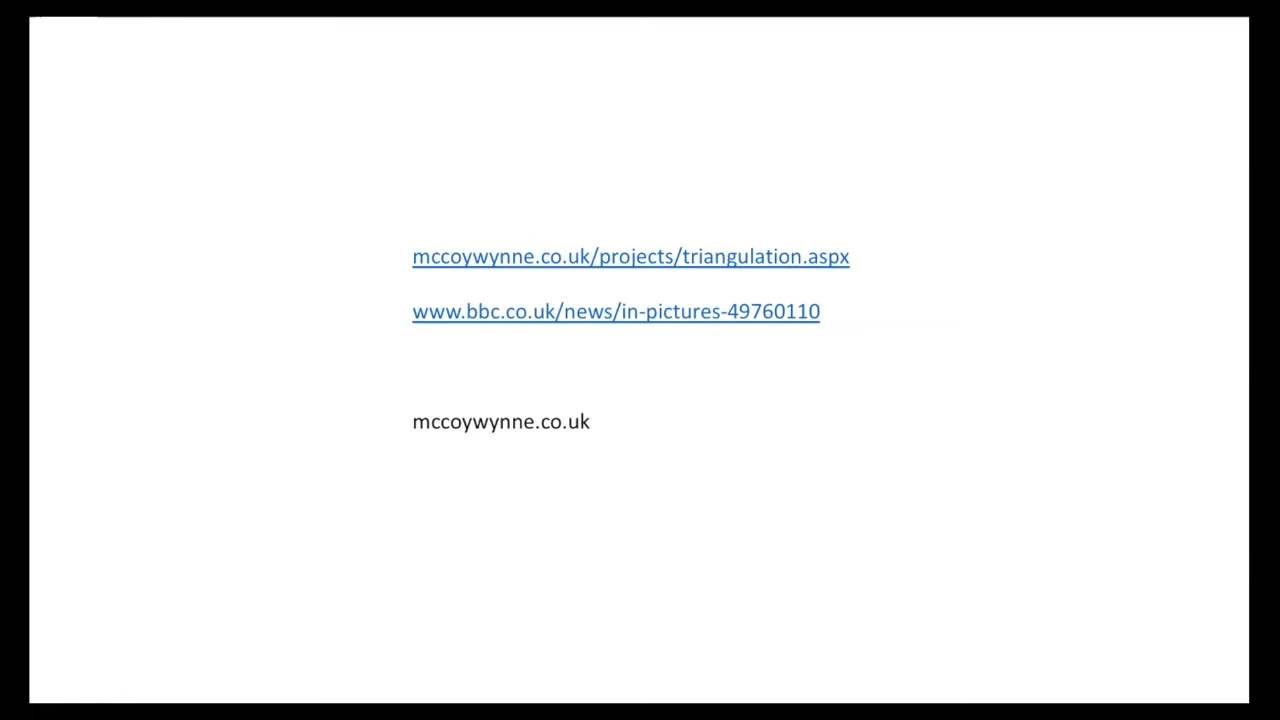 mccoywynne.co.uk/projects/triangulation.aspx
www.bbc.co.uk/news/in-pictures-49760110
mccoywynne.co.uk